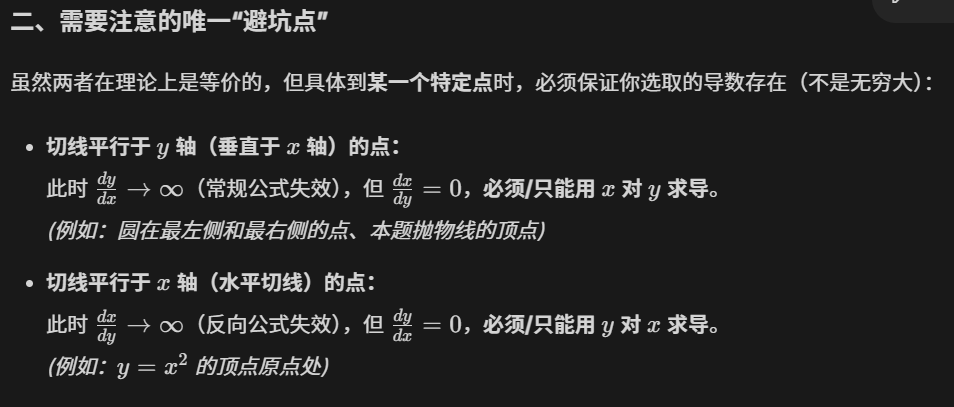 二、需要注意的唯一“避坑点”
虽然两者在理论上是等价的，但具体到某一个特定点时，必须保证你选取的导数存在（不是无穷大）：
• 切线平行于 y 轴（垂直于 x 轴）的点：
此时 dy/dx → ∞（常规公式失效），但 dx/dy = 0，必须/只能用 x 对 y 求导。
(例如：圆在最左侧和最右侧的点、本题抛物线的顶点)
• 切线平行于 x 轴（水平切线）的点：
此时 dx/dy → ∞（反向公式失效），但 dy/dx = 0，必须/只能用 y 对 x 求导。
(例如：y = x² 的顶点原点处)